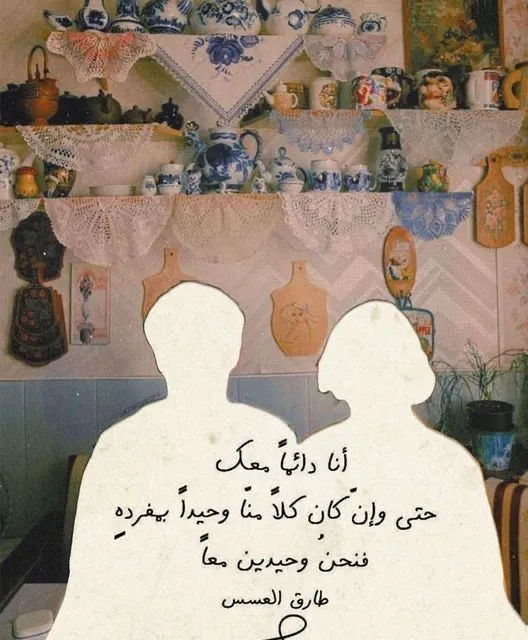 أنا دائماً معك
حتى وإنّ كان كلاً منّا وحيداً بمفردهِ
فنحنُ وحيدين معاً
طارق العسس